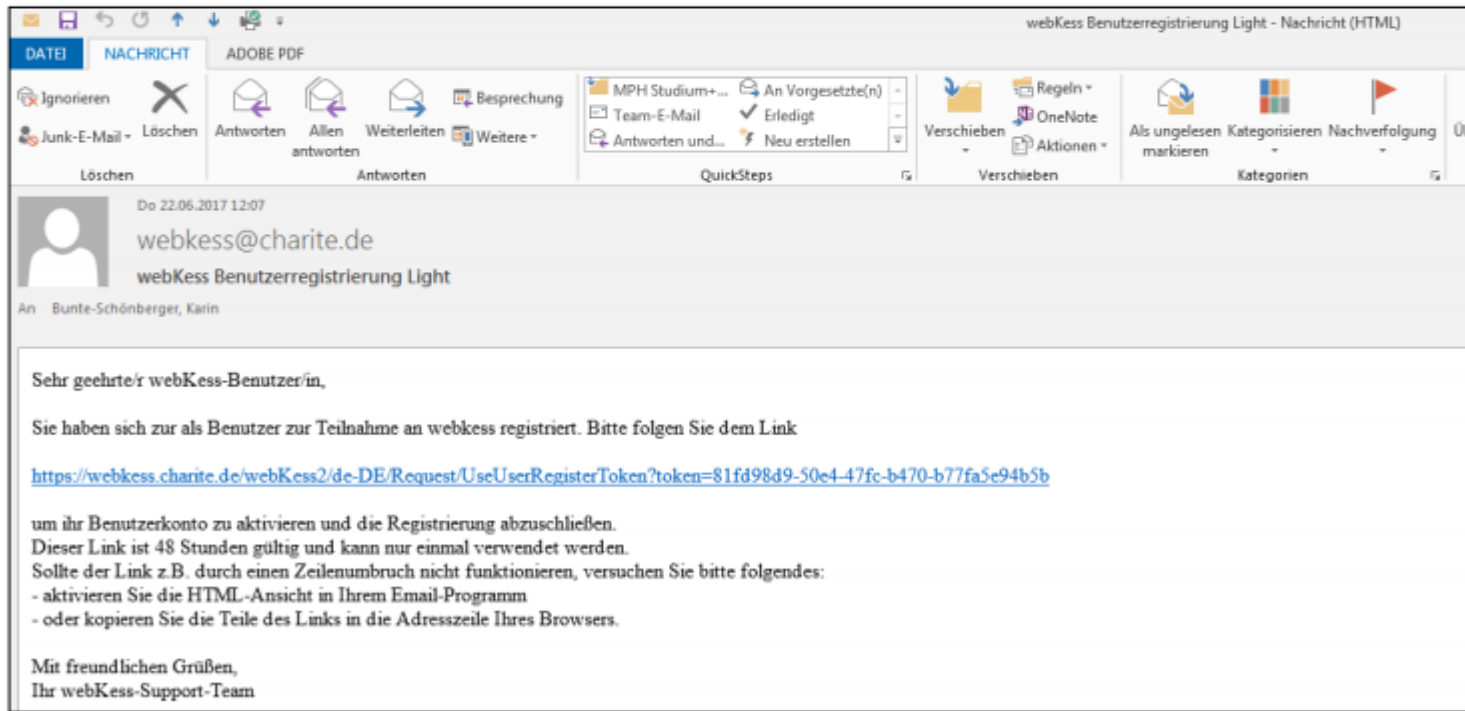 webKess Benutzerregistrierung Light - Nachricht (HTML)
DATEI NACHRICHT ADOBE PDF
Ignorieren
Junk-E-Mail
Löschen
Antworten
Allen antworten
Weiterleiten
Besprechung
Weitere
MPH Studium+... An Vorgesetzte(n)
Team-E-Mail Erledigt
Antworten und... Neu erstellen
Verschieben
Regeln
OneNote
Aktionen
Als ungelesen markieren
Kategorisieren
Nachverfolgung
Löschen Antworten QuickSteps Verschieben Kategorien
Do 22.06.2017 12:07
webkess@charite.de
webKess Benutzerregistrierung Light
An Bunte-Schönberger, Karin
Sehr geehrte/r webKess-Benutzer/in,
Sie haben sich zur als Benutzer zur Teilnahme an webkess registriert. Bitte folgen Sie dem Link
https://webkess.charite.de/webKess2/de-DE/Request/UseUserRegisterToken?token=81fd98d9-50e4-47fc-b470-b77fa5e94b5b
um ihr Benutzerkonto zu aktivieren und die Registrierung abzuschließen.
Dieser Link ist 48 Stunden gültig und kann nur einmal verwendet werden.
Sollte der Link z.B. durch einen Zeilenumbruch nicht funktionieren, versuchen Sie bitte folgendes:
- aktivieren Sie die HTML-Ansicht in Ihrem Email-Programm
- oder kopieren Sie die Teile des Links in die Adresszeile Ihres Browsers.
Mit freundlichen Grüßen,
Ihr webKess-Support-Team